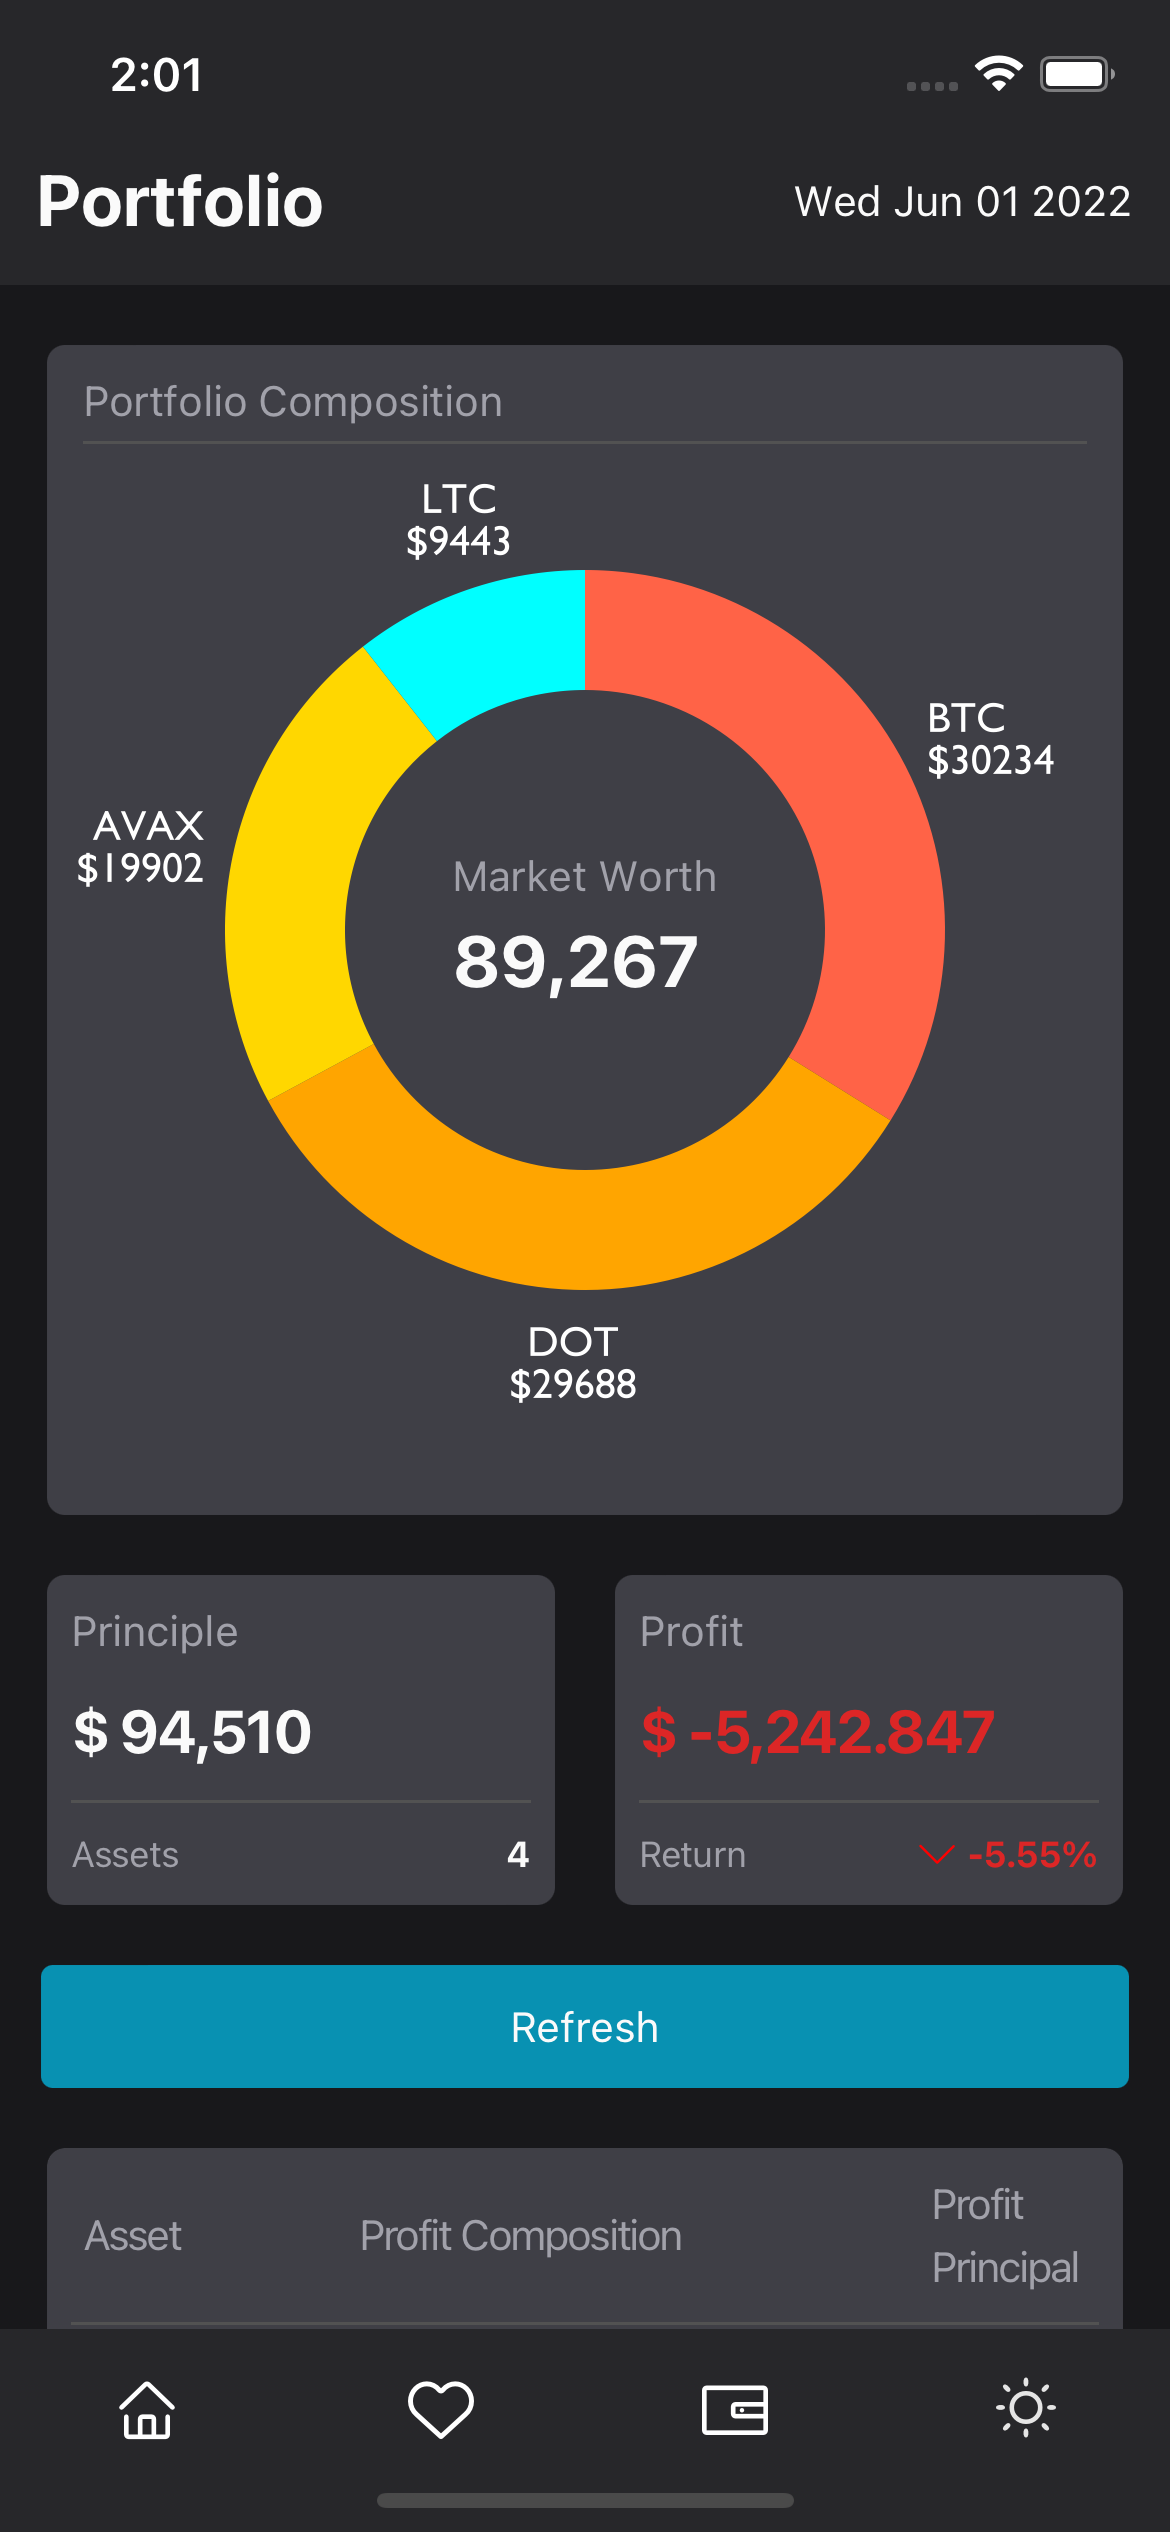 2:01
Portfolio
Wed Jun 01 2022
Portfolio Composition
LTC
$9443
BTC
$30234
AVAX
$19902
Market Worth
89,267
DOT
$29688
Principle
$ 94,510
Assets
4
Profit
$ -5,242.847
Return
-5.55%
Refresh
Asset
Profit Composition
Profit
Principal